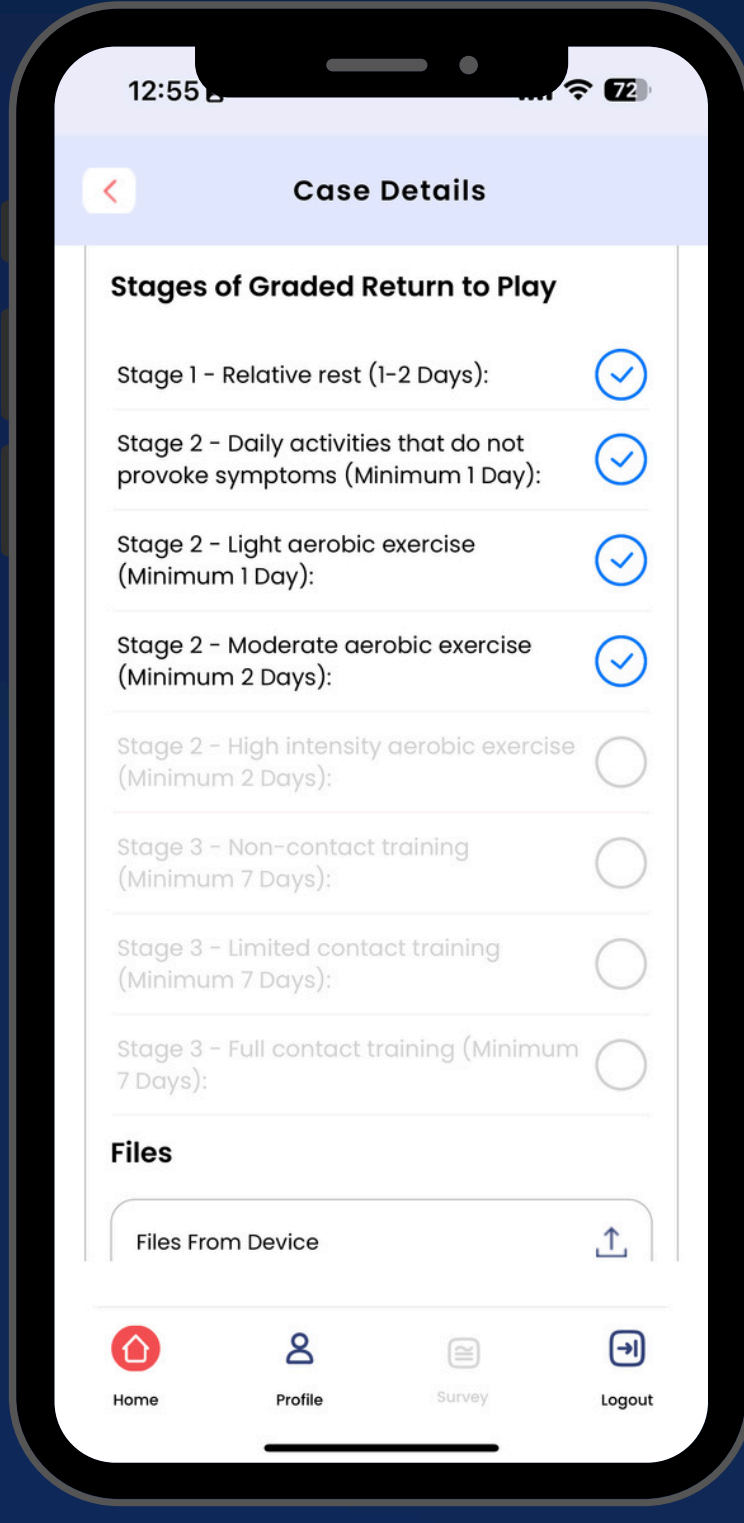 12:55
72
Case Details
Stages of Graded Return to Play
Stage 1 - Relative rest (1-2 Days):
Stage 2 - Daily activities that do not
provoke symptoms (Minimum 1 Day):
Stage 2 - Light aerobic exercise
(Minimum 1 Day):
Stage 2 - Moderate aerobic exercise
(Minimum 2 Days):
Stage 2 - High intensity aerobic exercise
(Minimum 2 Days):
Stage 3 - Non-contact training
(Minimum 7 Days):
Stage 3 - Limited contact training
(Minimum 7 Days):
Stage 3 - Full contact training (Minimum
7 Days):
Files
Files From Device
Home Profile Survey Logout